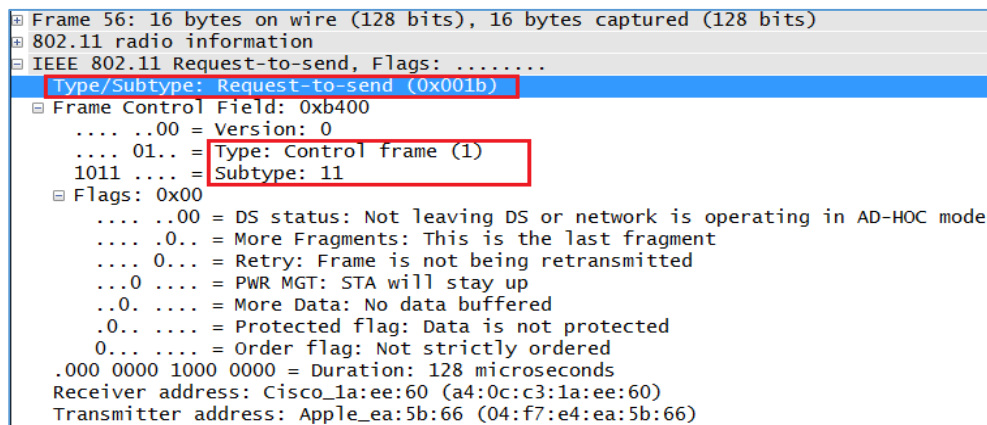 Frame 56: 16 bytes on wire (128 bits), 16 bytes captured (128 bits)
802.11 radio information
IEEE 802.11 Request-to-send, Flags: ........
Type/Subtype: Request-to-send (0x001b)
Frame Control Field: 0xb400
.... ..00 = Version: 0
.... 01.. = Type: Control frame (1)
1011 .... = Subtype: 11
Flags: 0x00
.... ..00 = DS status: Not leaving DS or network is operating in AD-HOC mode
.... .0.. = More Fragments: This is the last fragment
.... 0... = Retry: Frame is not being retransmitted
...0 .... = PWR MGT: STA will stay up
..0. .... = More Data: No data buffered
.0.. .... = Protected flag: Data is not protected
0... .... = Order flag: Not strictly ordered
.000 0000 1000 0000 = Duration: 128 microseconds
Receiver address: Cisco_1a:ee:60 (a4:0c:c3:1a:ee:60)
Transmitter address: Apple_ea:5b:66 (04:f7:e4:ea:5b:66)